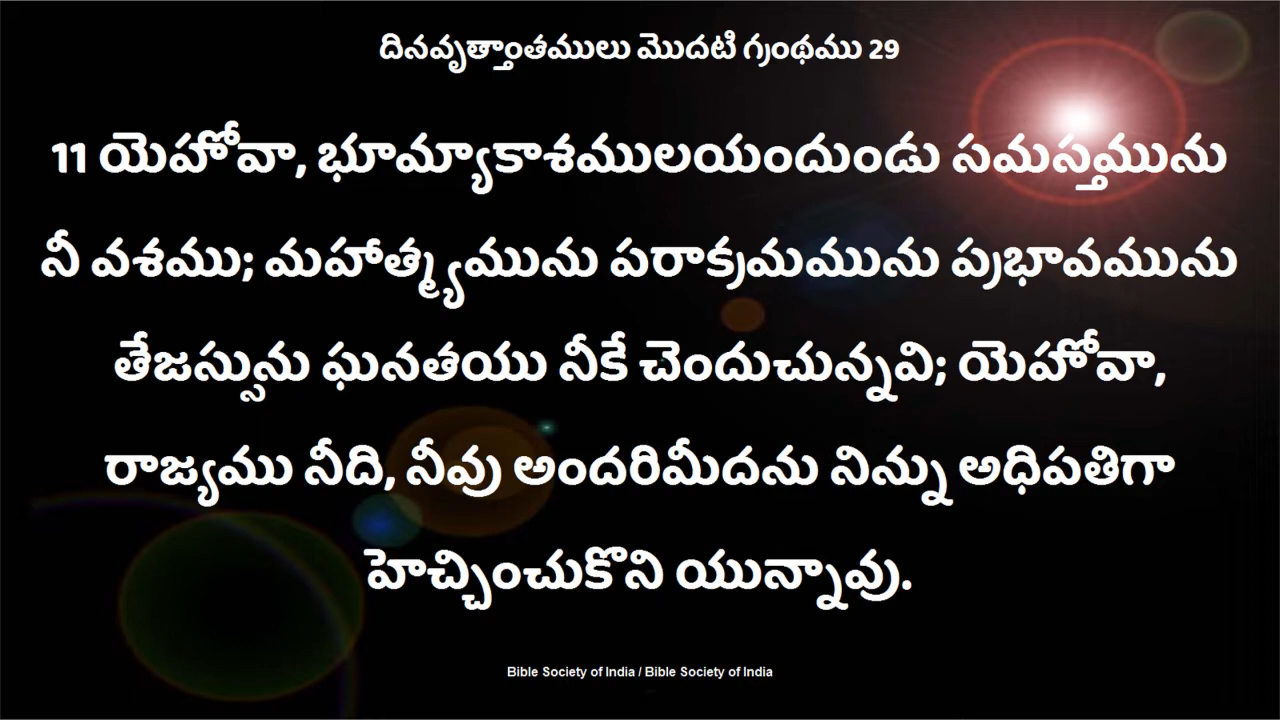 దినవృత్తాంతములు మొదటి గ్రంథము 29
11 యెహోవా, భూమ్యాకాశములయందుండు సమస్తమును
నీ వశము; మహాత్మ్యమును పరాక్రమమును ప్రభావమును
తేజస్సును ఘనతయు నీకే చెందుచున్నవి; యెహోవా,
రాజ్యము నీది, నీవు అందరిమీదను నిన్ను అధిపతిగా
హెచ్చించుకొని యున్నావు.
Bible Society of India / Bible Society of India